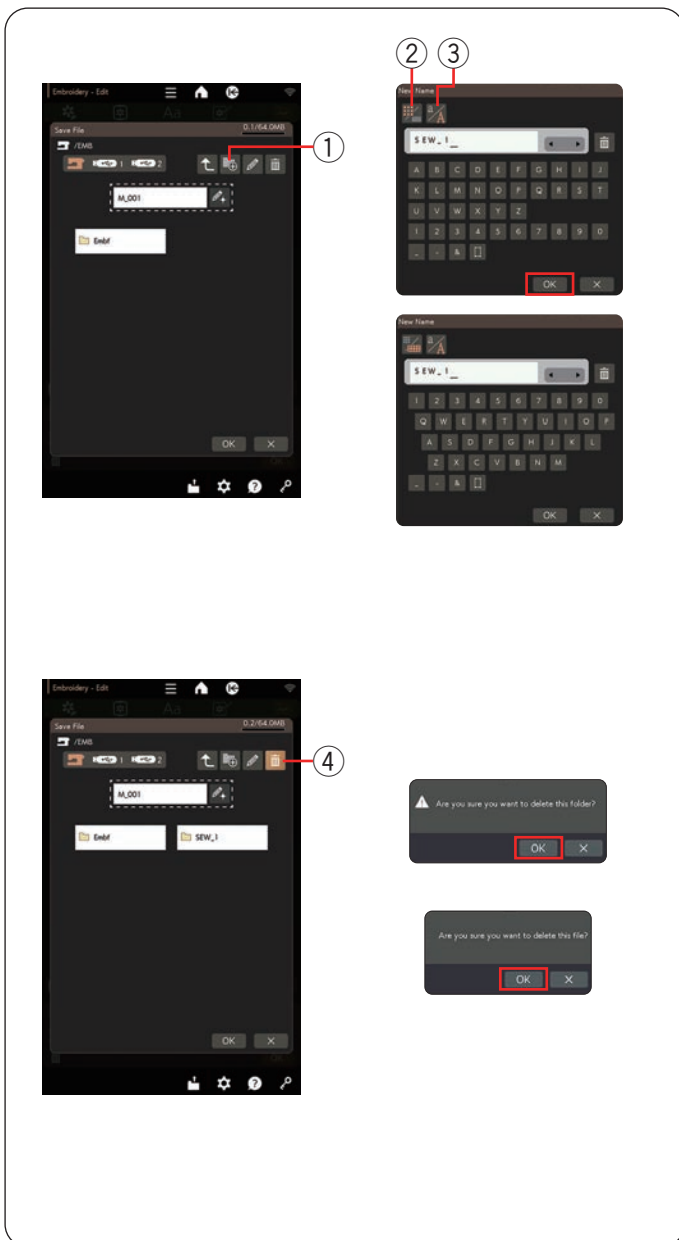 ② ③
Embroidery - Edit
Save File 0.1/64.0MB
/EMB
1 2
①
M_001
Embf
OK X
New Name
a/A
SEW_1_
A B C D E F G H I J
K L M N O P Q R S T
U V W X Y Z
1 2 3 4 5 6 7 8 9 0
_ - &
OK X
New Name
a/A
SEW_1_
1 2 3 4 5 6 7 8 9 0
Q W E R T Y U I O P
A S D F G H J K L
Z X C V B N M
_ - &
OK X
Embroidery - Edit
Save File 0.2/64.0MB
/EMB
1 2
④
M_001
Embf SEW_1
OK X
Are you sure you want to delete this folder?
OK X
Are you sure you want to delete this file?
OK X